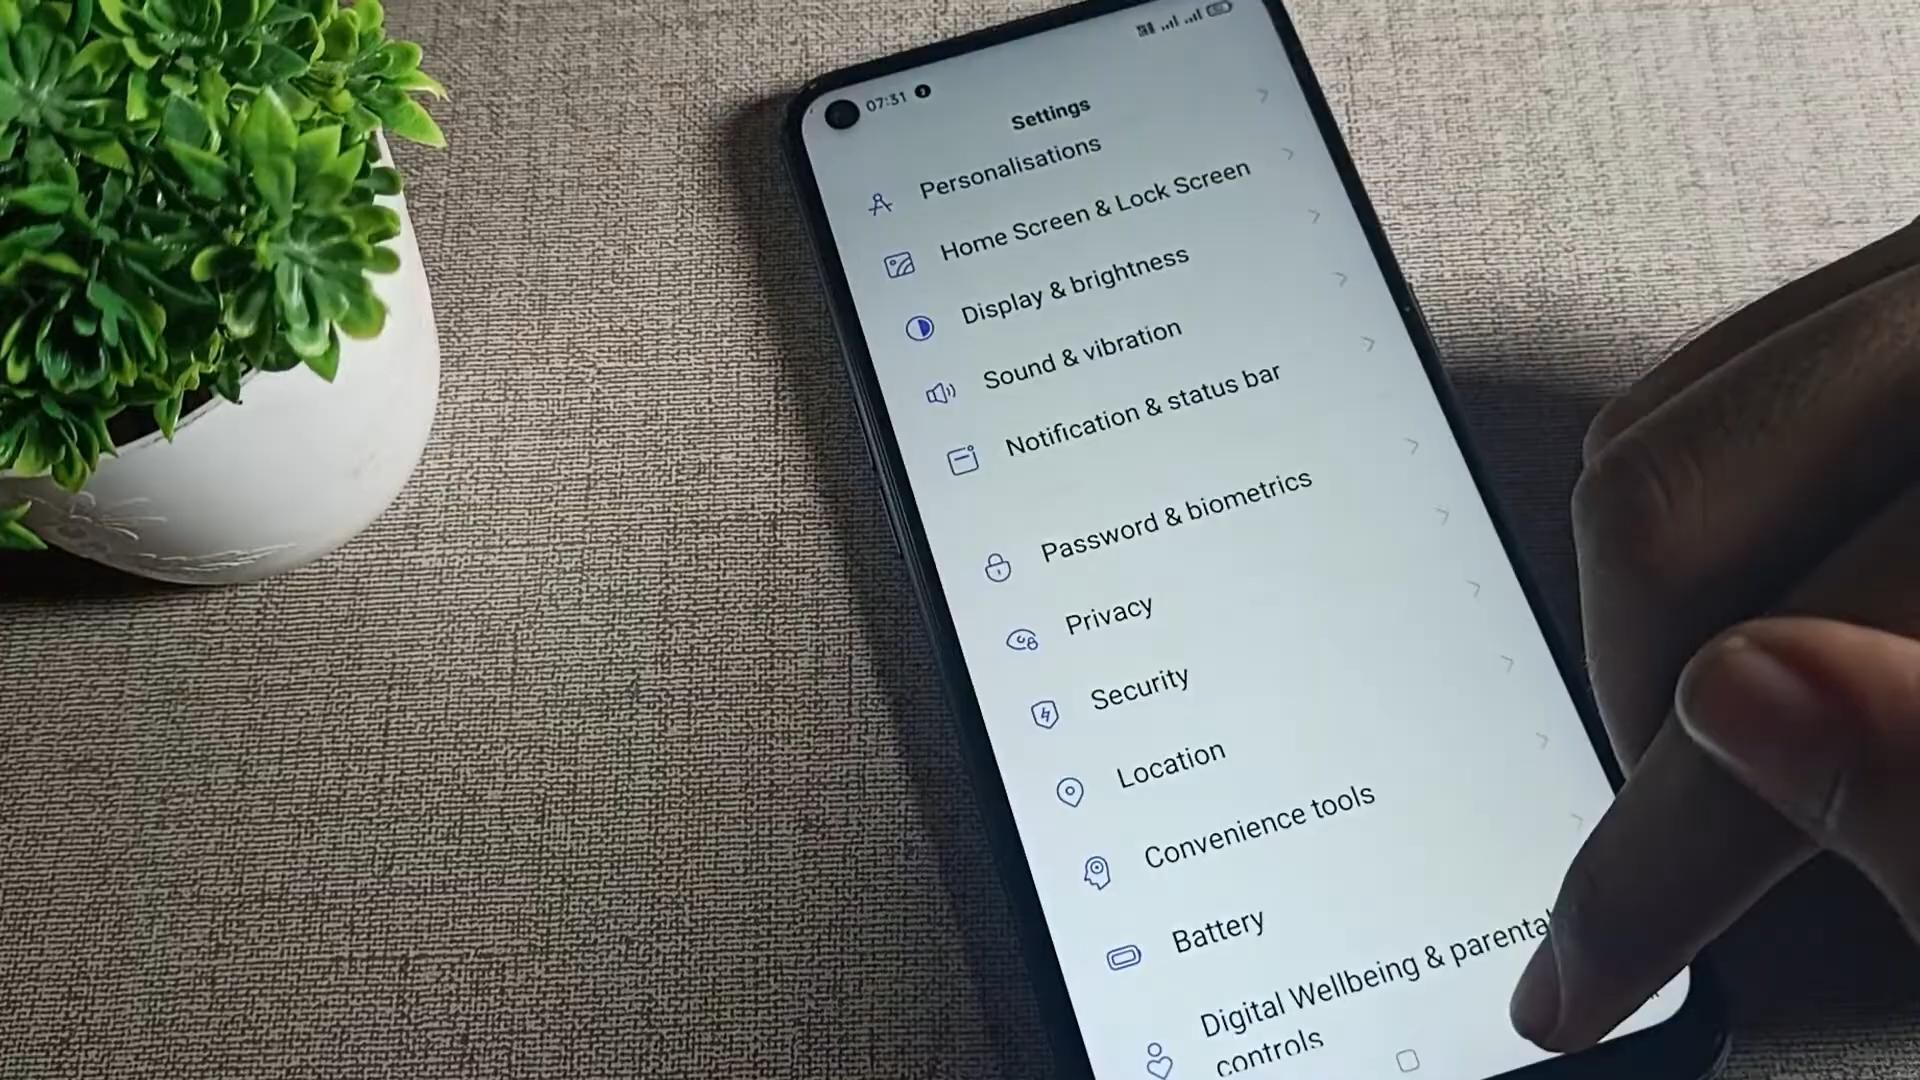 07:31
Settings
Personalisations
Home Screen & Lock Screen
Display & brightness
Sound & vibration
Notification & status bar
Password & biometrics
Privacy
Security
Location
Convenience tools
Battery
Digital Wellbeing & parental
controls